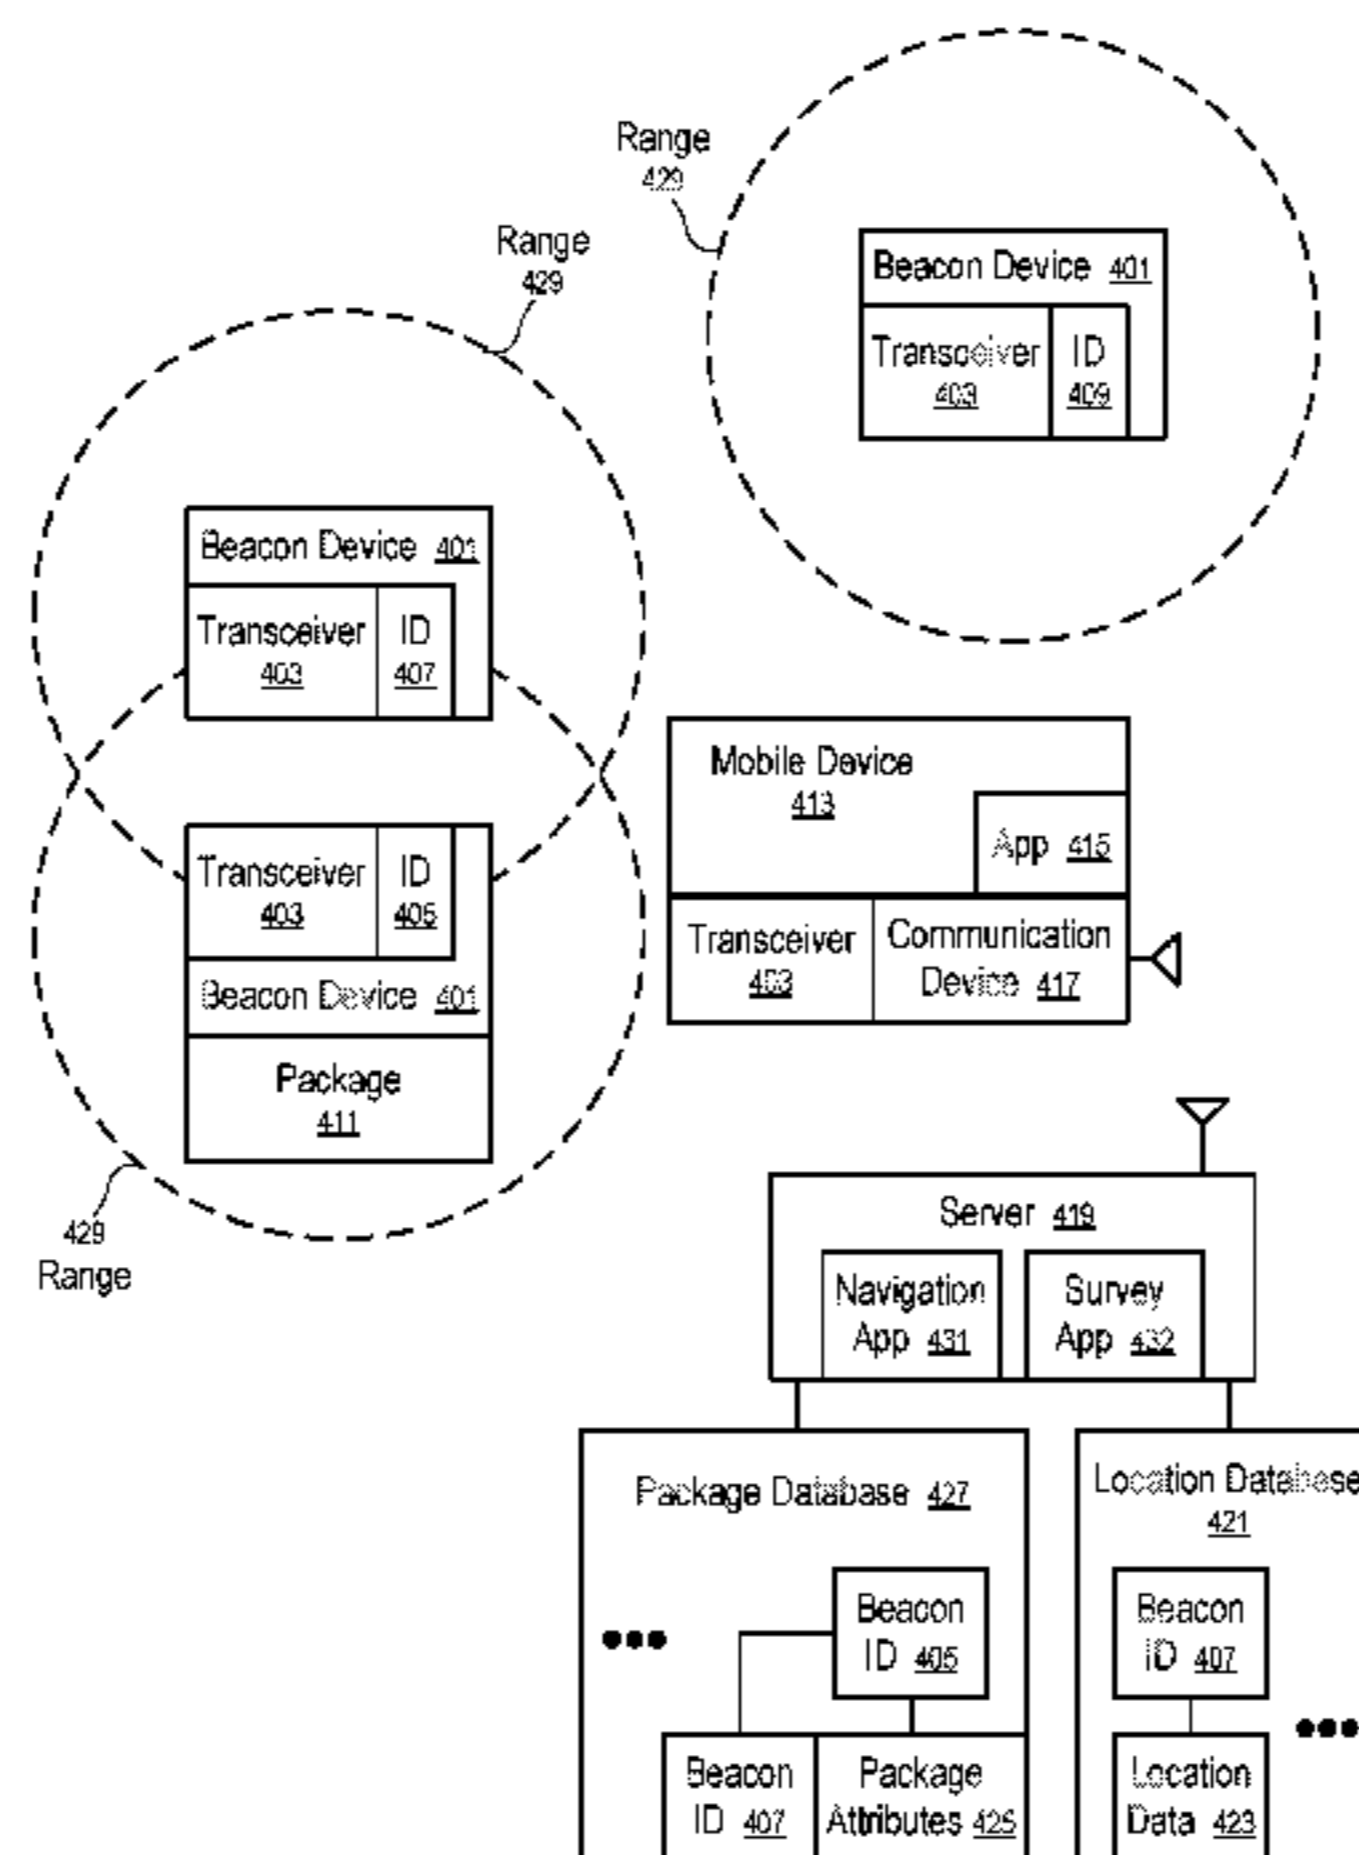 Range
429
Range
429
Beacon Device 401
Transceiver
403
ID
409
Beacon Device 401
Transceiver
403
ID
407
Transceiver
403
ID
405
Beacon Device 401
Package
411
429
Range
Mobile Device
413
App 415
Transceiver
403
Communication
Device 417
Server 419
Navigation
App 431
Survey
App 432
Package Database 427
Beacon
ID 405
Beacon
ID 407
Package
Attributes 425
Location Database
421
Beacon
ID 407
Location
Data 423